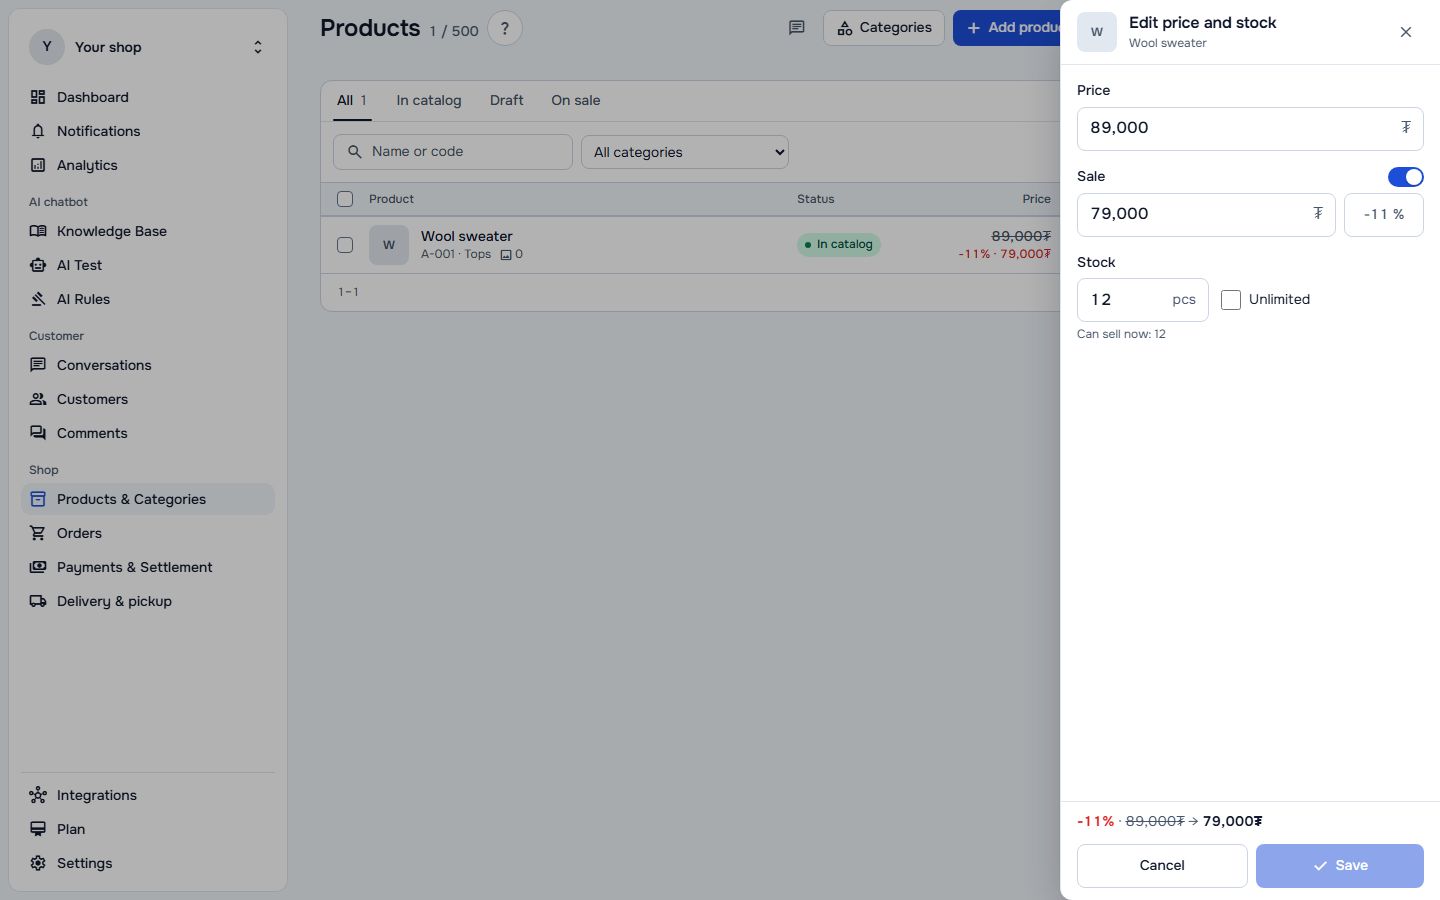 Y Your shop
Dashboard
Notifications
Analytics
AI chatbot
Knowledge Base
AI Test
AI Rules
Customer
Conversations
Customers
Comments
Shop
Products & Categories
Orders
Payments & Settlement
Delivery & pickup
Integrations
Plan
Settings
Products 1 / 500 ?
Categories
+ Add produ
All 1 In catalog Draft On sale
Name or code
All categories
Product Status Price
W Wool sweater In catalog 89,000₮
A-001 · Tops 0 -11% · 79,000₮
1–1
W Edit price and stock
Wool sweater
Price
89,000 ₮
Sale
79,000 ₮ -11 %
Stock
12 pcs Unlimited
Can sell now: 12
-11% · 89,000₮ → 79,000₮
Cancel Save